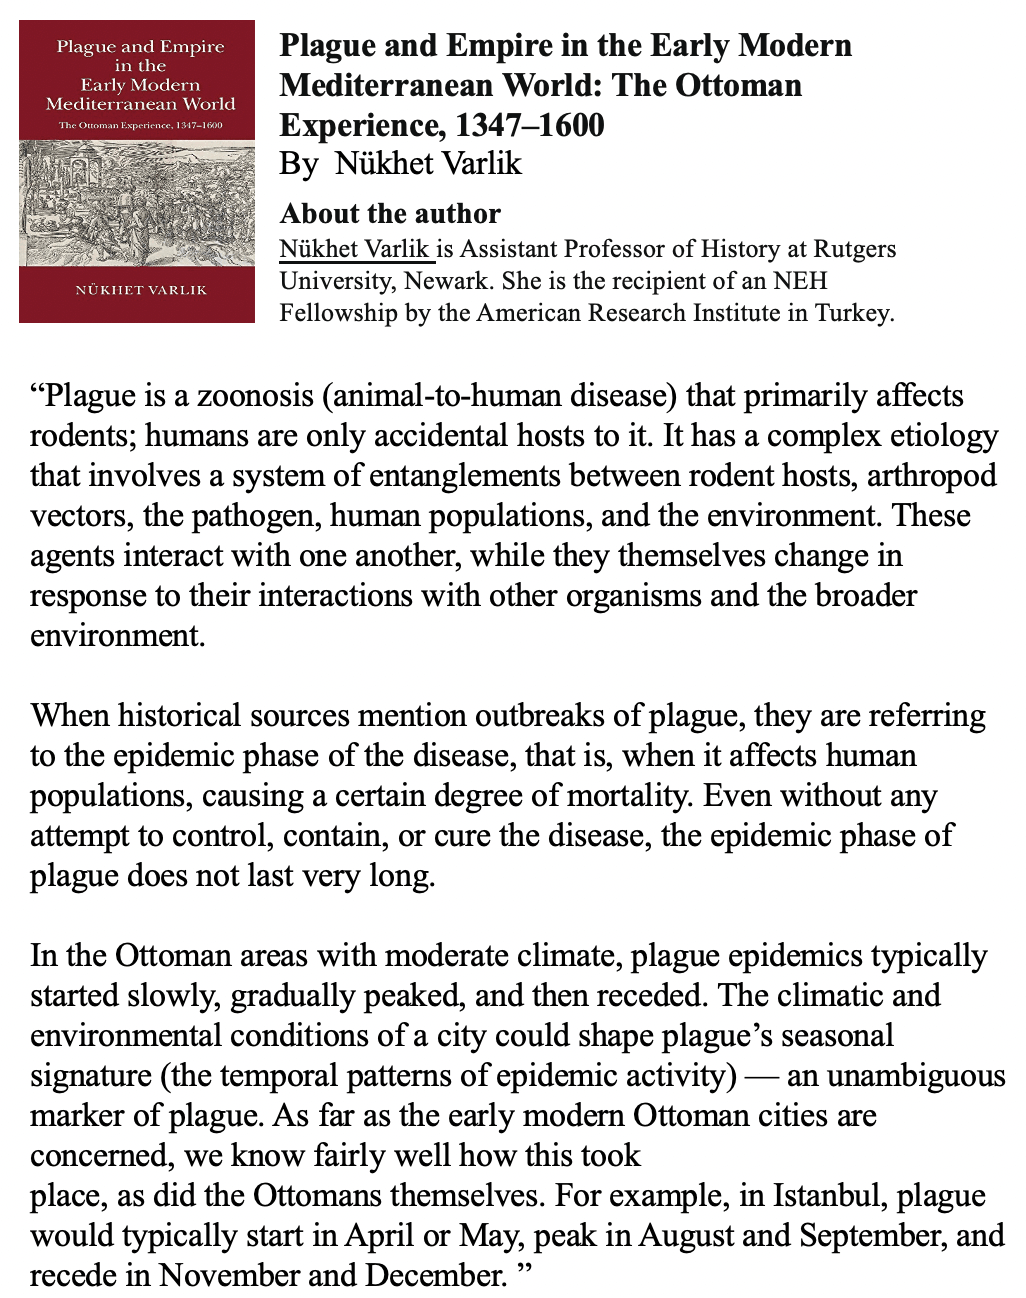 Plague and Empire
in the
Early Modern
Mediterranean World
The Ottoman Experience, 1347–1600
NÜKHET VARLIK
Plague and Empire in the Early Modern
Mediterranean World: The Ottoman
Experience, 1347–1600
By Nükhet Varlik
About the author
Nükhet Varlik is Assistant Professor of History at Rutgers
University, Newark. She is the recipient of an NEH
Fellowship by the American Research Institute in Turkey.
“Plague is a zoonosis (animal-to-human disease) that primarily affects
rodents; humans are only accidental hosts to it. It has a complex etiology
that involves a system of entanglements between rodent hosts, arthropod
vectors, the pathogen, human populations, and the environment. These
agents interact with one another, while they themselves change in
response to their interactions with other organisms and the broader
environment.
When historical sources mention outbreaks of plague, they are referring
to the epidemic phase of the disease, that is, when it affects human
populations, causing a certain degree of mortality. Even without any
attempt to control, contain, or cure the disease, the epidemic phase of
plague does not last very long.
In the Ottoman areas with moderate climate, plague epidemics typically
started slowly, gradually peaked, and then receded. The climatic and
environmental conditions of a city could shape plague’s seasonal
signature (the temporal patterns of epidemic activity) — an unambiguous
marker of plague. As far as the early modern Ottoman cities are
concerned, we know fairly well how this took
place, as did the Ottomans themselves. For example, in Istanbul, plague
would typically start in April or May, peak in August and September, and
recede in November and December. ”